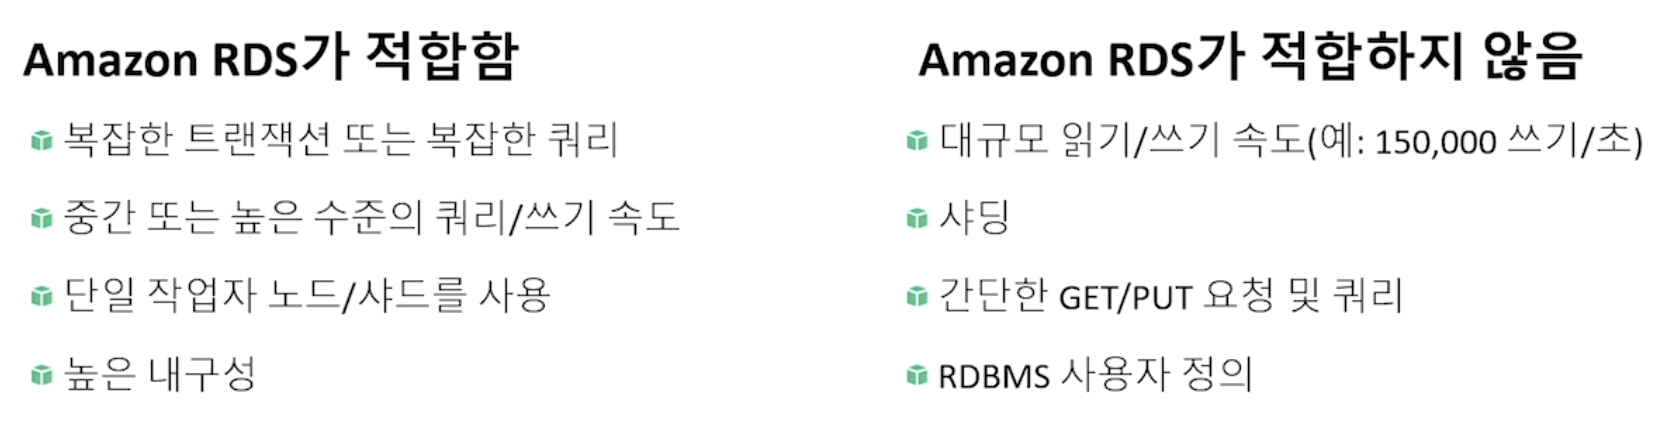 Amazon RDS가 적합함
복잡한 트랜잭션 또는 복잡한 쿼리
중간 또는 높은 수준의 쿼리/쓰기 속도
단일 작업자 노드/샤드를 사용
높은 내구성
Amazon RDS가 적합하지 않음
대규모 읽기/쓰기 속도(예: 150,000 쓰기/초)
샤딩
간단한 GET/PUT 요청 및 쿼리
RDBMS 사용자 정의